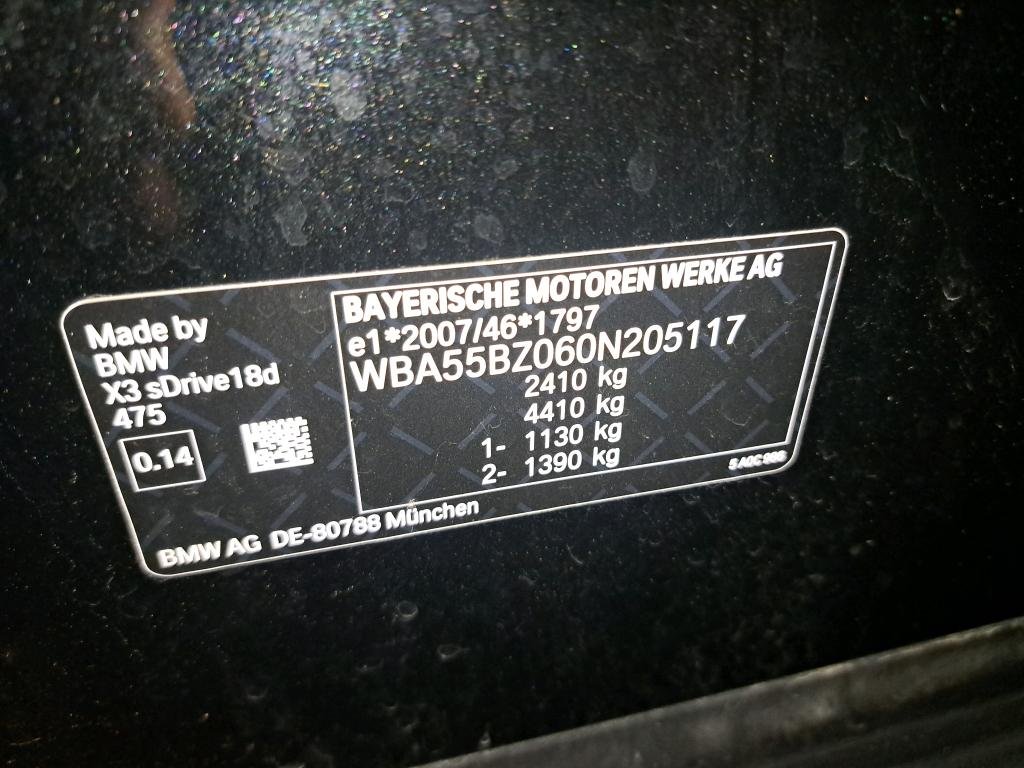 Made by
BMW
X3 sDrive18d
475
0.14
BAYERISCHE MOTOREN WERKE AG
e1*2007/46*1797
WBA55BZ060N205117
2410 kg
4410 kg
1- 1130 kg
2- 1390 kg
BMW AG DE-80788 München